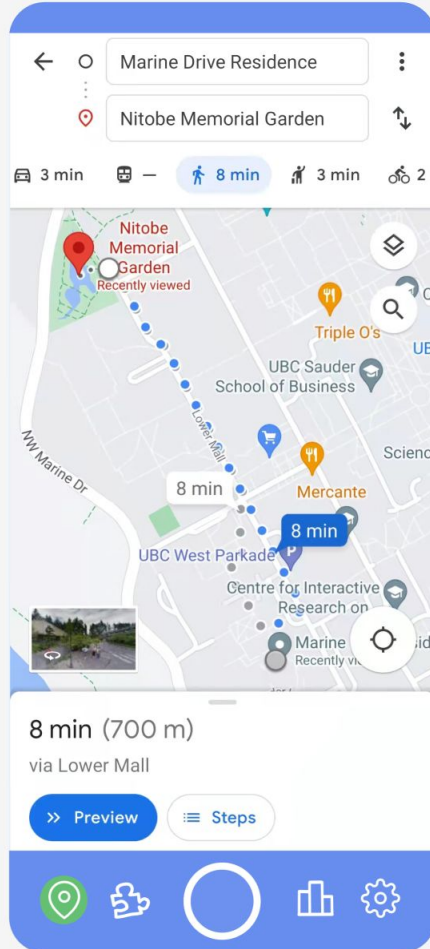 Marine Drive Residence
Nitobe Memorial Garden
3 min
—
8 min
3 min
2
Nitobe
Memorial
Garden
Recently viewed
Triple O's
UBC Sauder
School of Business
Lower Mall
NW Marine Dr
8 min
Mercante
8 min
UBC West Parkade
P
Centre for Interactive
Research on
Marine
Recently
8 min (700 m)
via Lower Mall
Preview
Steps